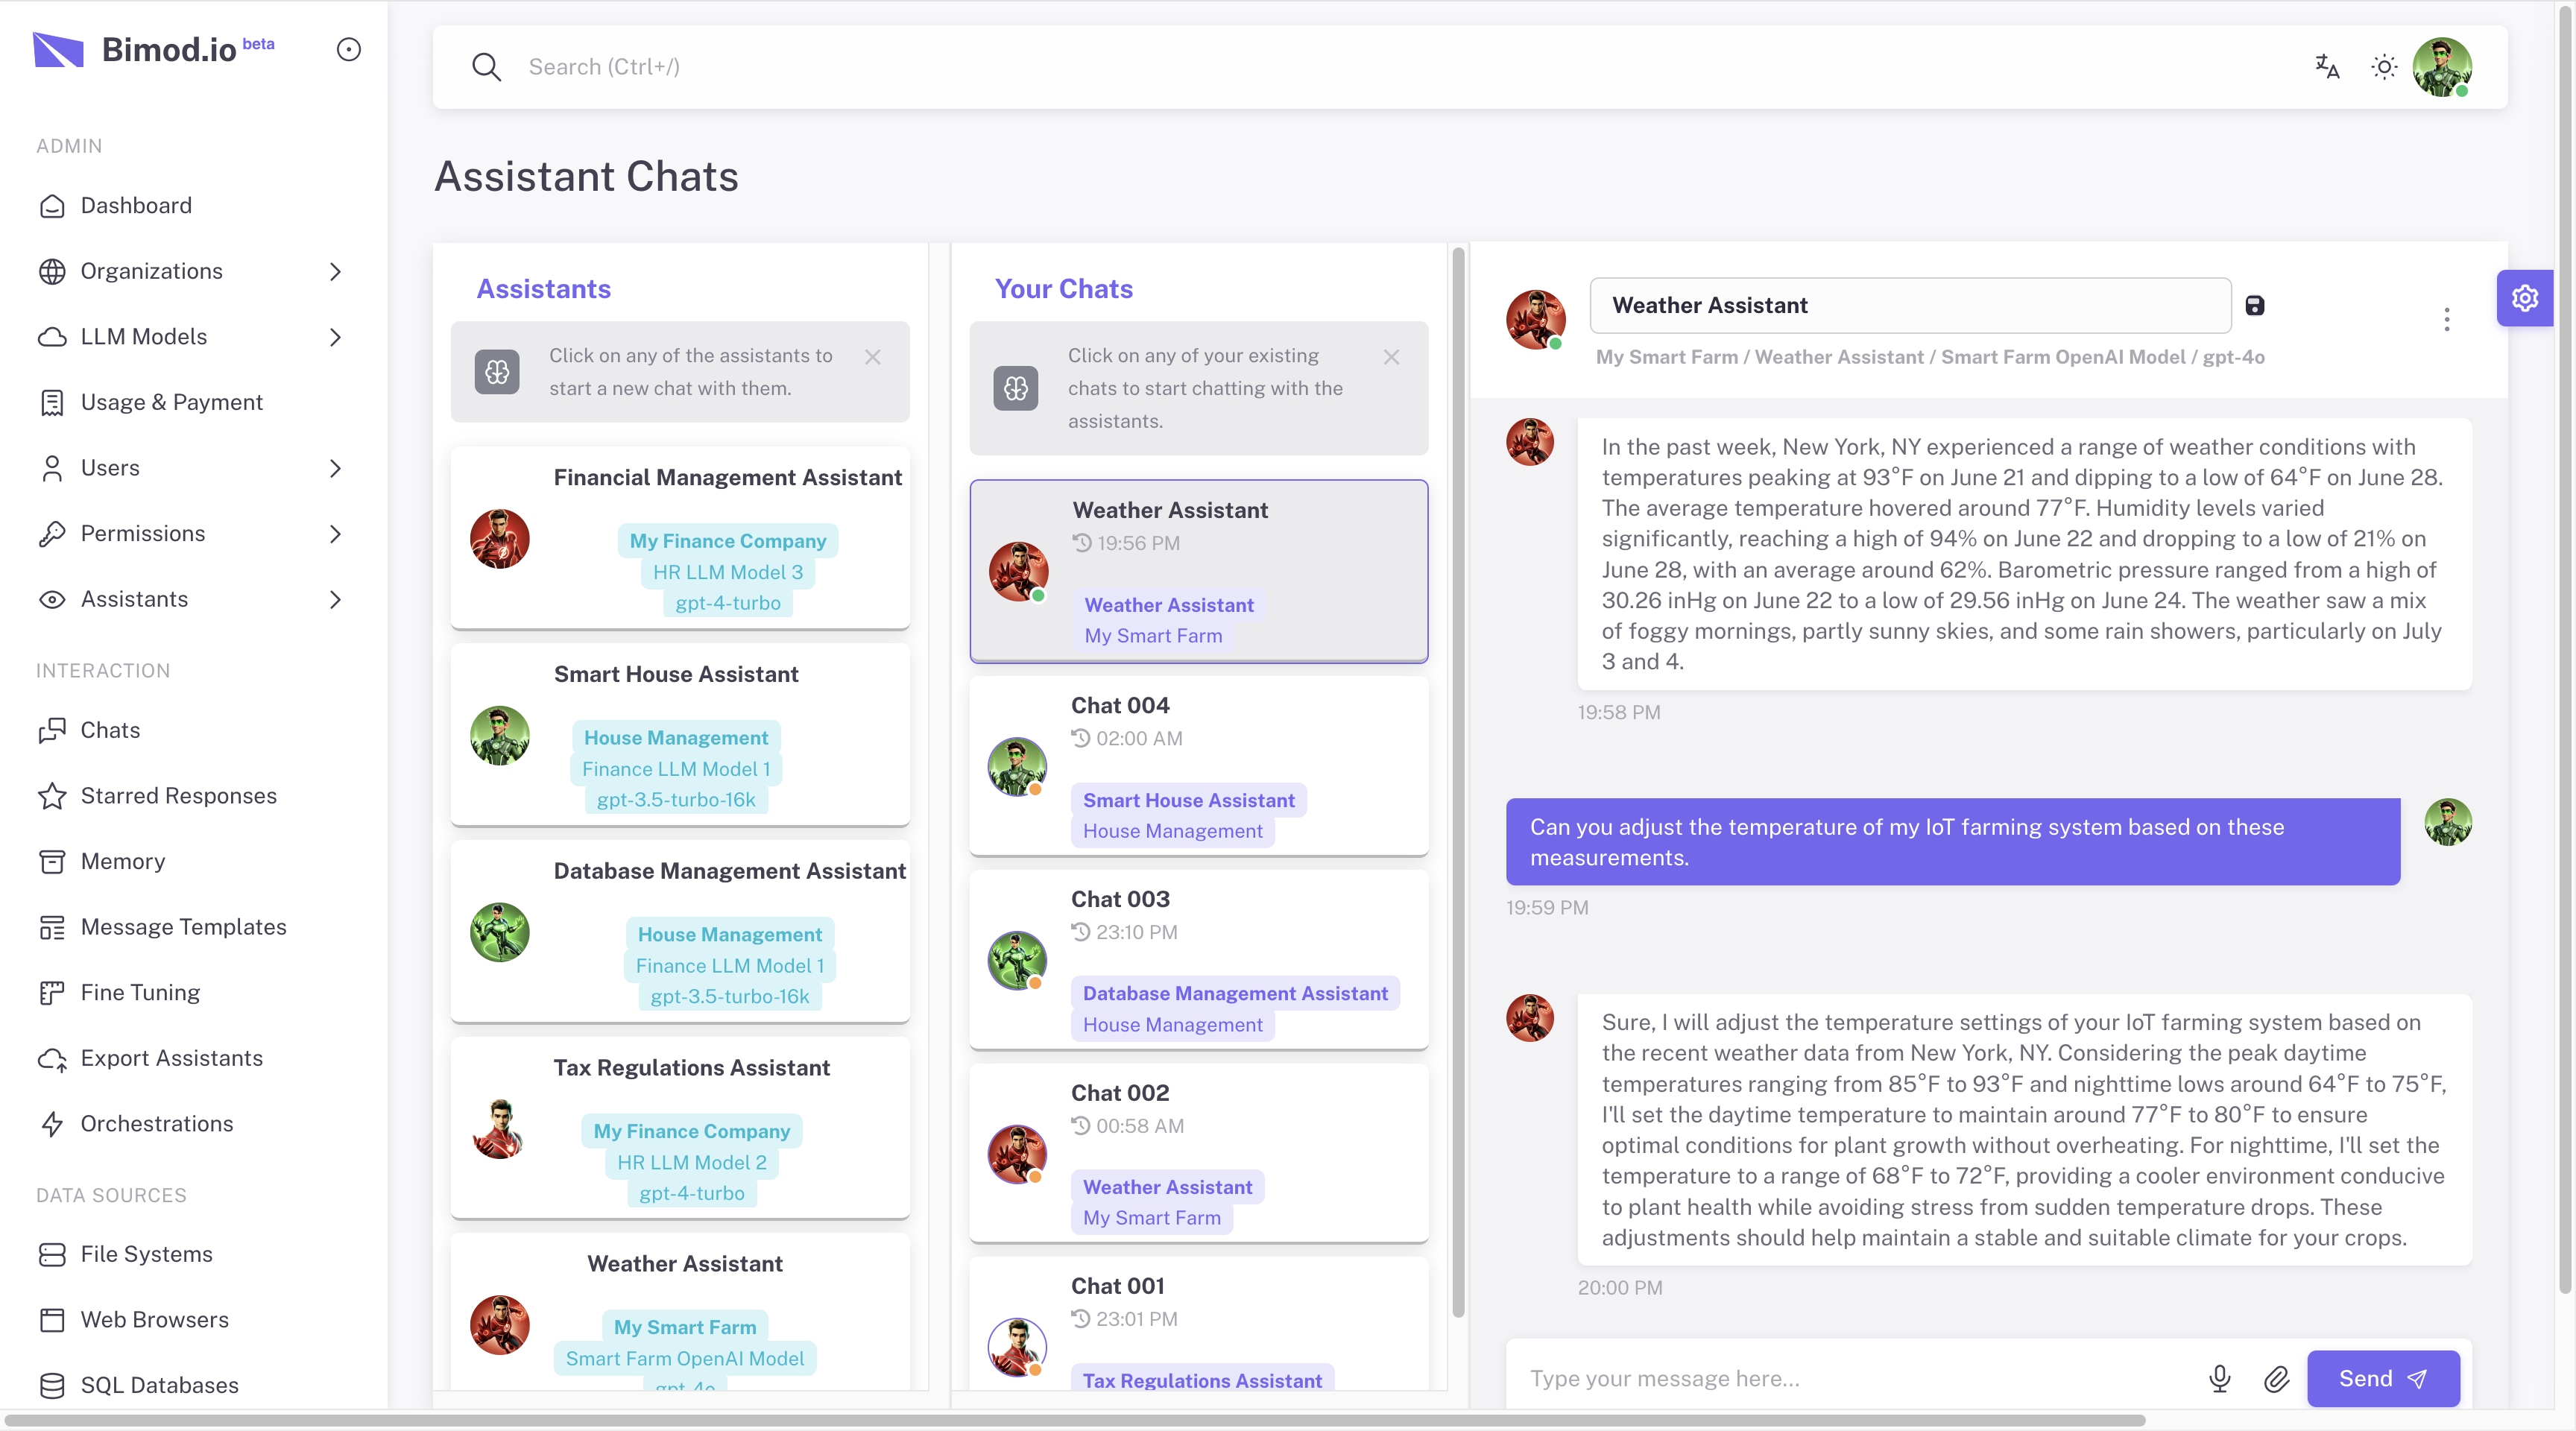 Bimod.io beta
ADMIN
Dashboard
Organizations
LLM Models
Usage & Payment
Users
Permissions
Assistants
INTERACTION
Chats
Starred Responses
Memory
Message Templates
Fine Tuning
Export Assistants
Orchestrations
DATA SOURCES
File Systems
Web Browsers
SQL Databases
Search (Ctrl+/)
Assistant Chats
Assistants
Click on any of the assistants to
start a new chat with them.
Financial Management Assistant
My Finance Company
HR LLM Model 3
gpt-4-turbo
Smart House Assistant
House Management
Finance LLM Model 1
gpt-3.5-turbo-16k
Database Management Assistant
House Management
Finance LLM Model 1
gpt-3.5-turbo-16k
Tax Regulations Assistant
My Finance Company
HR LLM Model 2
gpt-4-turbo
Weather Assistant
My Smart Farm
Smart Farm OpenAI Model
gpt-4o
Your Chats
Click on any of your existing
chats to start chatting with the
assistants.
Weather Assistant
19:56 PM
Weather Assistant
My Smart Farm
Chat 004
02:00 AM
Smart House Assistant
House Management
Chat 003
23:10 PM
Database Management Assistant
House Management
Chat 002
00:58 AM
Weather Assistant
My Smart Farm
Chat 001
23:01 PM
Tax Regulations Assistant
Weather Assistant
My Smart Farm / Weather Assistant / Smart Farm OpenAI Model / gpt-4o
In the past week, New York, NY experienced a range of weather conditions with
temperatures peaking at 93°F on June 21 and dipping to a low of 64°F on June 28.
The average temperature hovered around 77°F. Humidity levels varied
significantly, reaching a high of 94% on June 22 and dropping to a low of 21% on
June 28, with an average around 62%. Barometric pressure ranged from a high of
30.26 inHg on June 22 to a low of 29.56 inHg on June 24. The weather saw a mix
of foggy mornings, partly sunny skies, and some rain showers, particularly on July
3 and 4.
19:58 PM
Can you adjust the temperature of my IoT farming system based on these
measurements.
19:59 PM
Sure, I will adjust the temperature settings of your IoT farming system based on
the recent weather data from New York, NY. Considering the peak daytime
temperatures ranging from 85°F to 93°F and nighttime lows around 64°F to 75°F,
I'll set the daytime temperature to maintain around 77°F to 80°F to ensure
optimal conditions for plant growth without overheating. For nighttime, I'll set the
temperature to a range of 68°F to 72°F, providing a cooler environment conducive
to plant health while avoiding stress from sudden temperature drops. These
adjustments should help maintain a stable and suitable climate for your crops.
20:00 PM
Type your message here...
Send